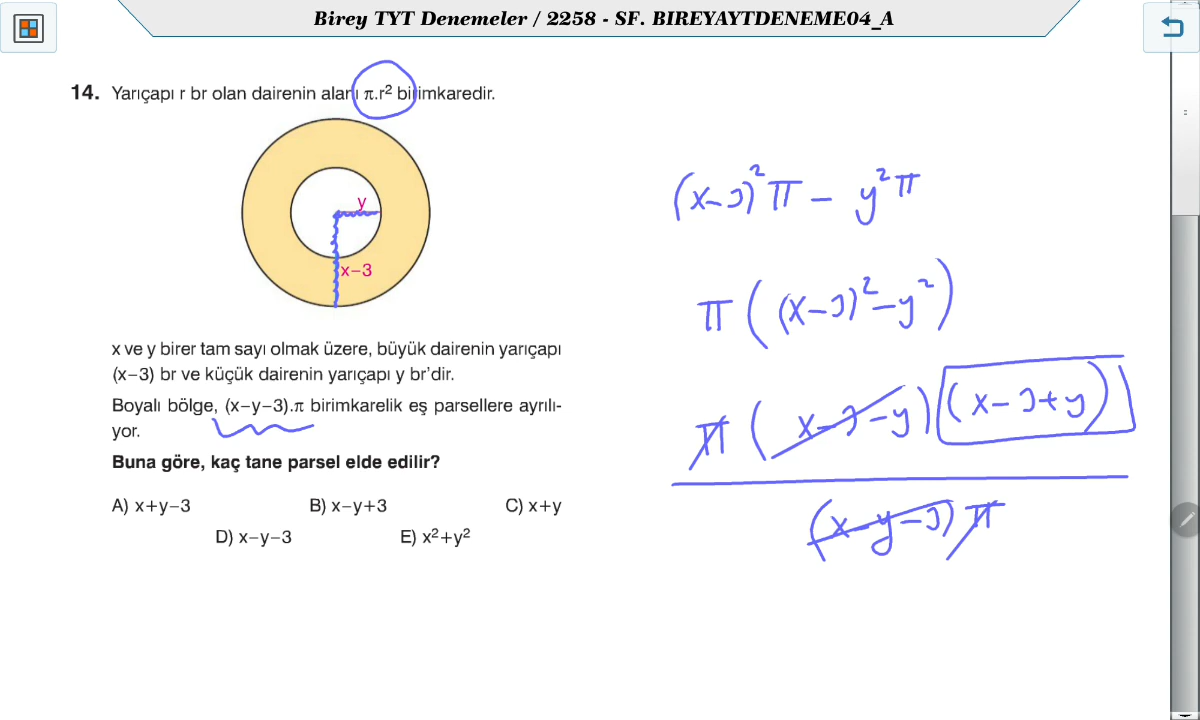 Birey TYT Denemeler / 2258 - SF. BIREYAYTDENEME04_A
14. Yarıçapı r br olan dairenin alanı π.r² birimkaredir.
y
x−3
x ve y birer tam sayı olmak üzere, büyük dairenin yarıçapı
(x−3) br ve küçük dairenin yarıçapı y br'dir.
Boyalı bölge, (x−y−3).π birimkarelik eş parsellere ayrılı-
yor.
Buna göre, kaç tane parsel elde edilir?
A) x+y−3 B) x−y+3 C) x+y
D) x−y−3 E) x²+y²
(x-3)²π - y²π
π((x-3)²-y²)
π(x-3-y)(x-3+y)
(x-y-3)π